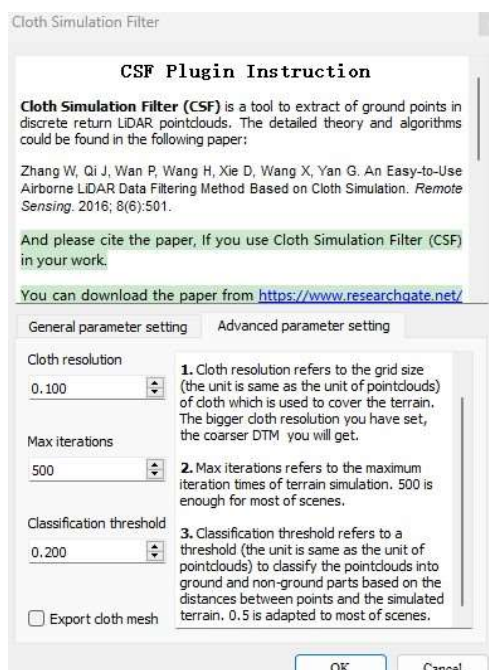 Cloth Simulation Filter
CSF Plugin Instruction
Cloth Simulation Filter (CSF) is a tool to extract of ground points in
discrete return LiDAR pointclouds. The detailed theory and algorithms
could be found in the following paper:
Zhang W, Qi J, Wan P, Wang H, Xie D, Wang X, Yan G. An Easy-to-Use
Airborne LiDAR Data Filtering Method Based on Cloth Simulation. Remote
Sensing. 2016; 8(6):501.
And please cite the paper, If you use Cloth Simulation Filter (CSF)
in your work.
You can download the paper from https://www.researchgate.net/
General parameter setting
Advanced parameter setting
Cloth resolution
0.100
Max iterations
500
Classification threshold
0.200
Export cloth mesh
1. Cloth resolution refers to the grid size
(the unit is same as the unit of pointclouds)
of cloth which is used to cover the terrain.
The bigger cloth resolution you have set,
the coarser DTM you will get.
2. Max iterations refers to the maximum
iteration times of terrain simulation. 500 is
enough for most of scenes.
3. Classification threshold refers to a
threshold (the unit is same as the unit of
pointclouds) to classify the pointclouds into
ground and non-ground parts based on the
distances between points and the simulated
terrain. 0.5 is adapted to most of scenes.
OK
Cancel